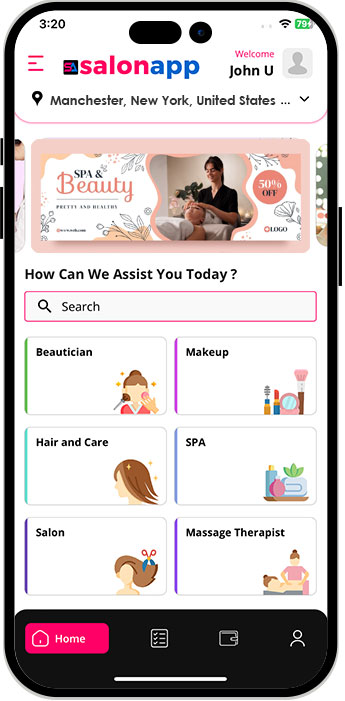 3:20
79
Welcome
SA salonapp
John U
Manchester, New York, United States ...
SPA &
Beauty
PRETTY AND HEALTHY
50%
OFF
LOGO
How Can We Assist You Today ?
Search
Beautician
Makeup
Hair and Care
SPA
Salon
Massage Therapist
Home